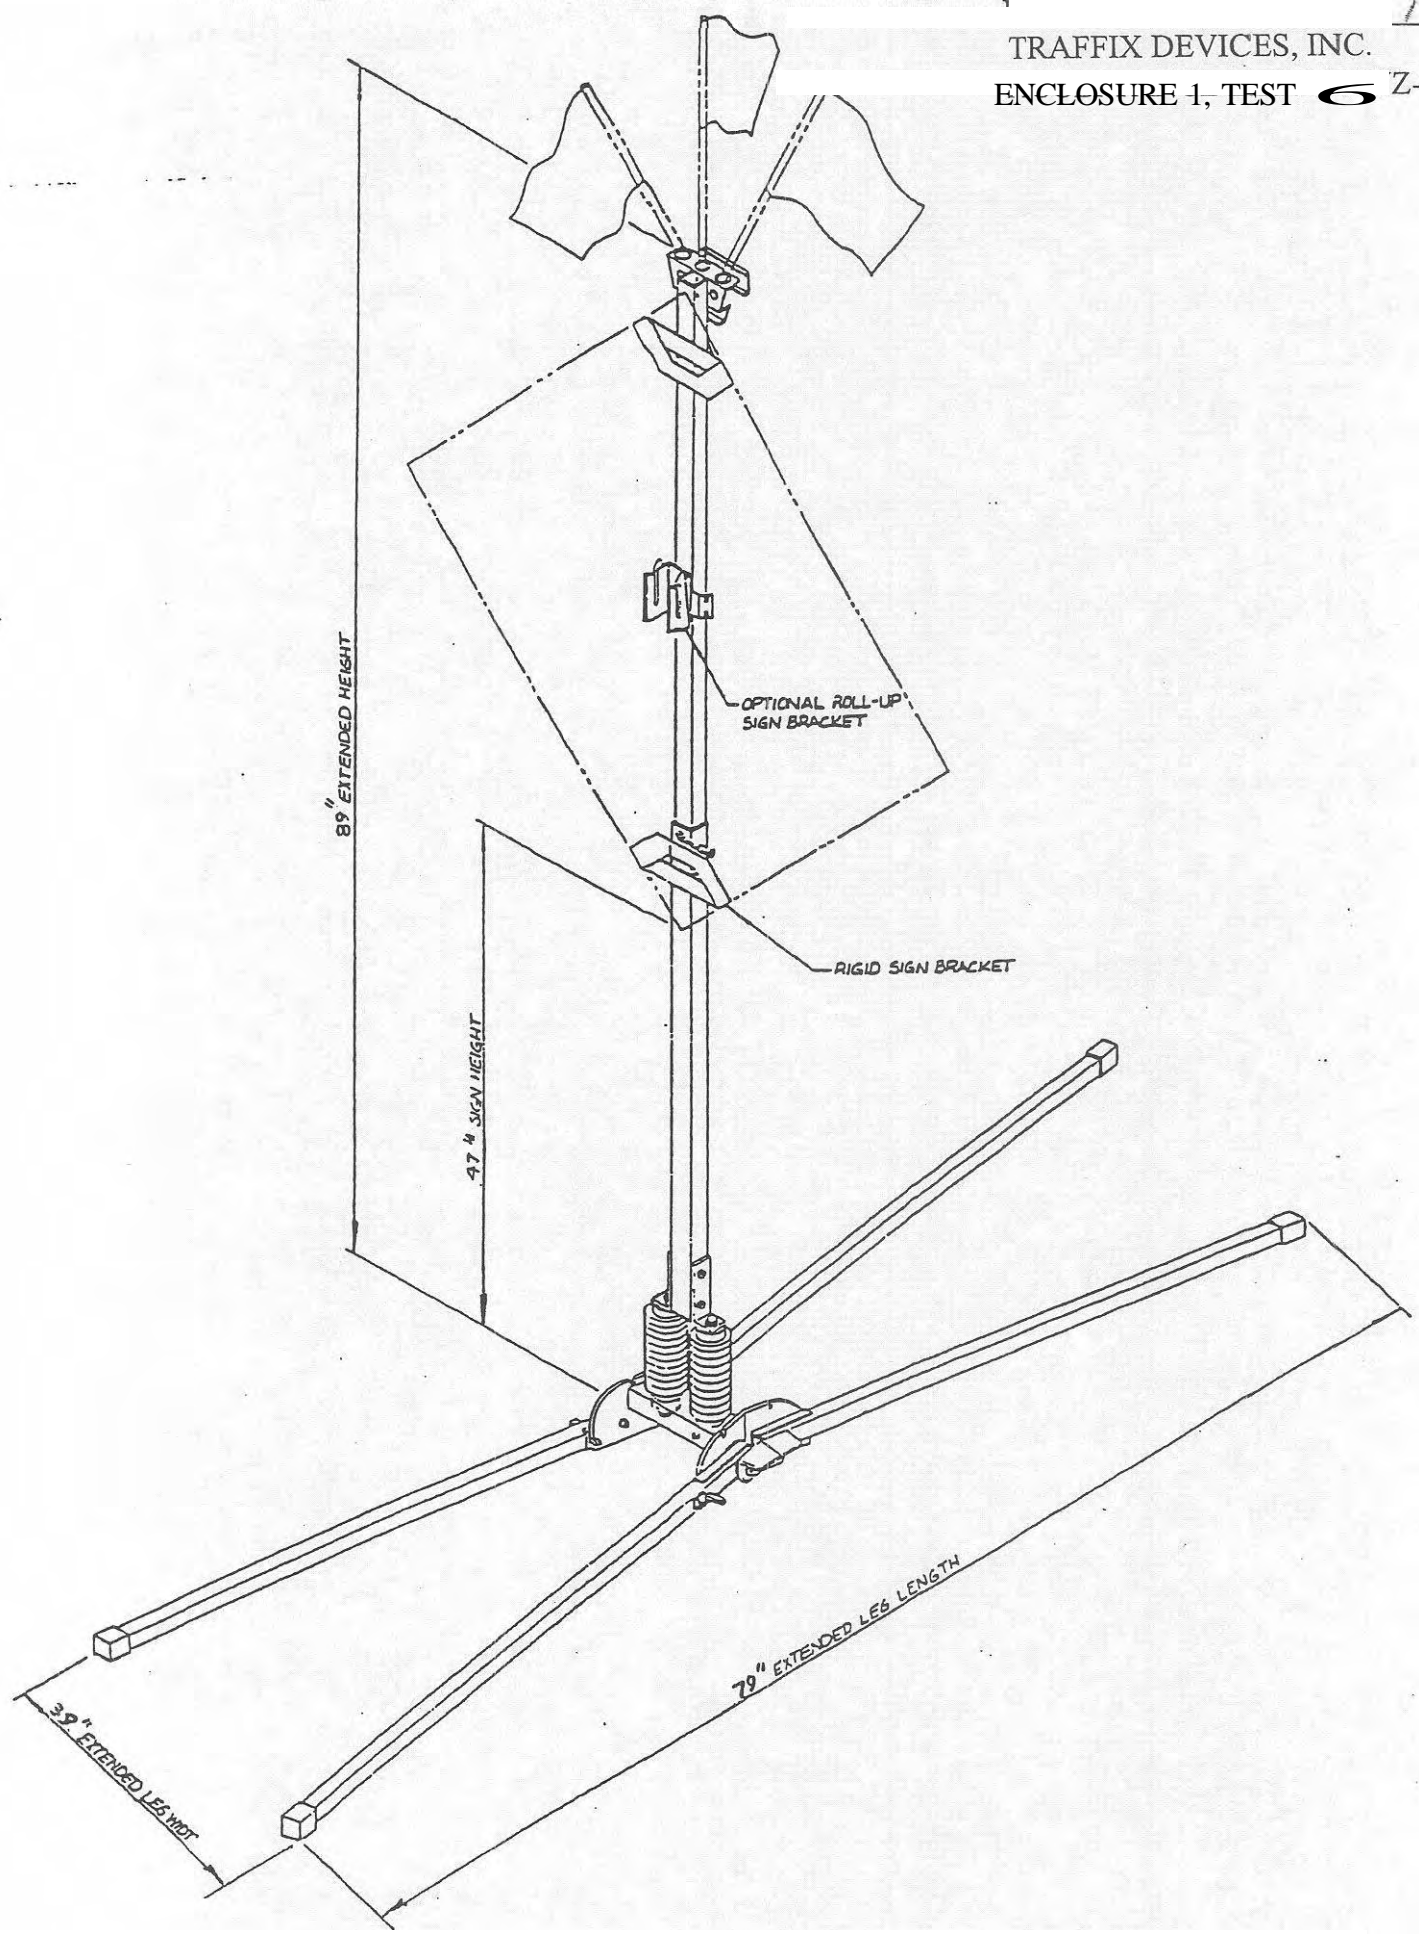 TRAFFIX DEVICES, INC.
ENCLOSURE 1, TEST 6
Z-
89" EXTENDED HEIGHT
OPTIONAL ROLL-UP
SIGN BRACKET
RIGID SIGN BRACKET
47" SIGN HEIGHT
79" EXTENDED LEG LENGTH
39" EXTENDED LEG WIDT